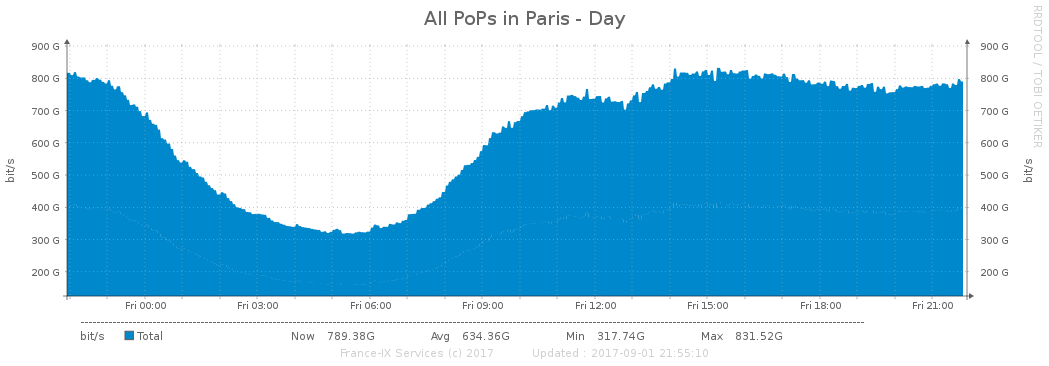 All PoPs in Paris - Day
RRDTOOL / TOBI OETIKER
bit/s
900 G
800 G
700 G
600 G
500 G
400 G
300 G
200 G
900 G
800 G
700 G
600 G
500 G
400 G
300 G
200 G
bit/s
Fri 00:00 Fri 03:00 Fri 06:00 Fri 09:00 Fri 12:00 Fri 15:00 Fri 18:00 Fri 21:00
bit/s Total Now 789.38G Avg 634.36G Min 317.74G Max 831.52G
France-IX Services (c) 2017 Updated : 2017-09-01 21:55:10